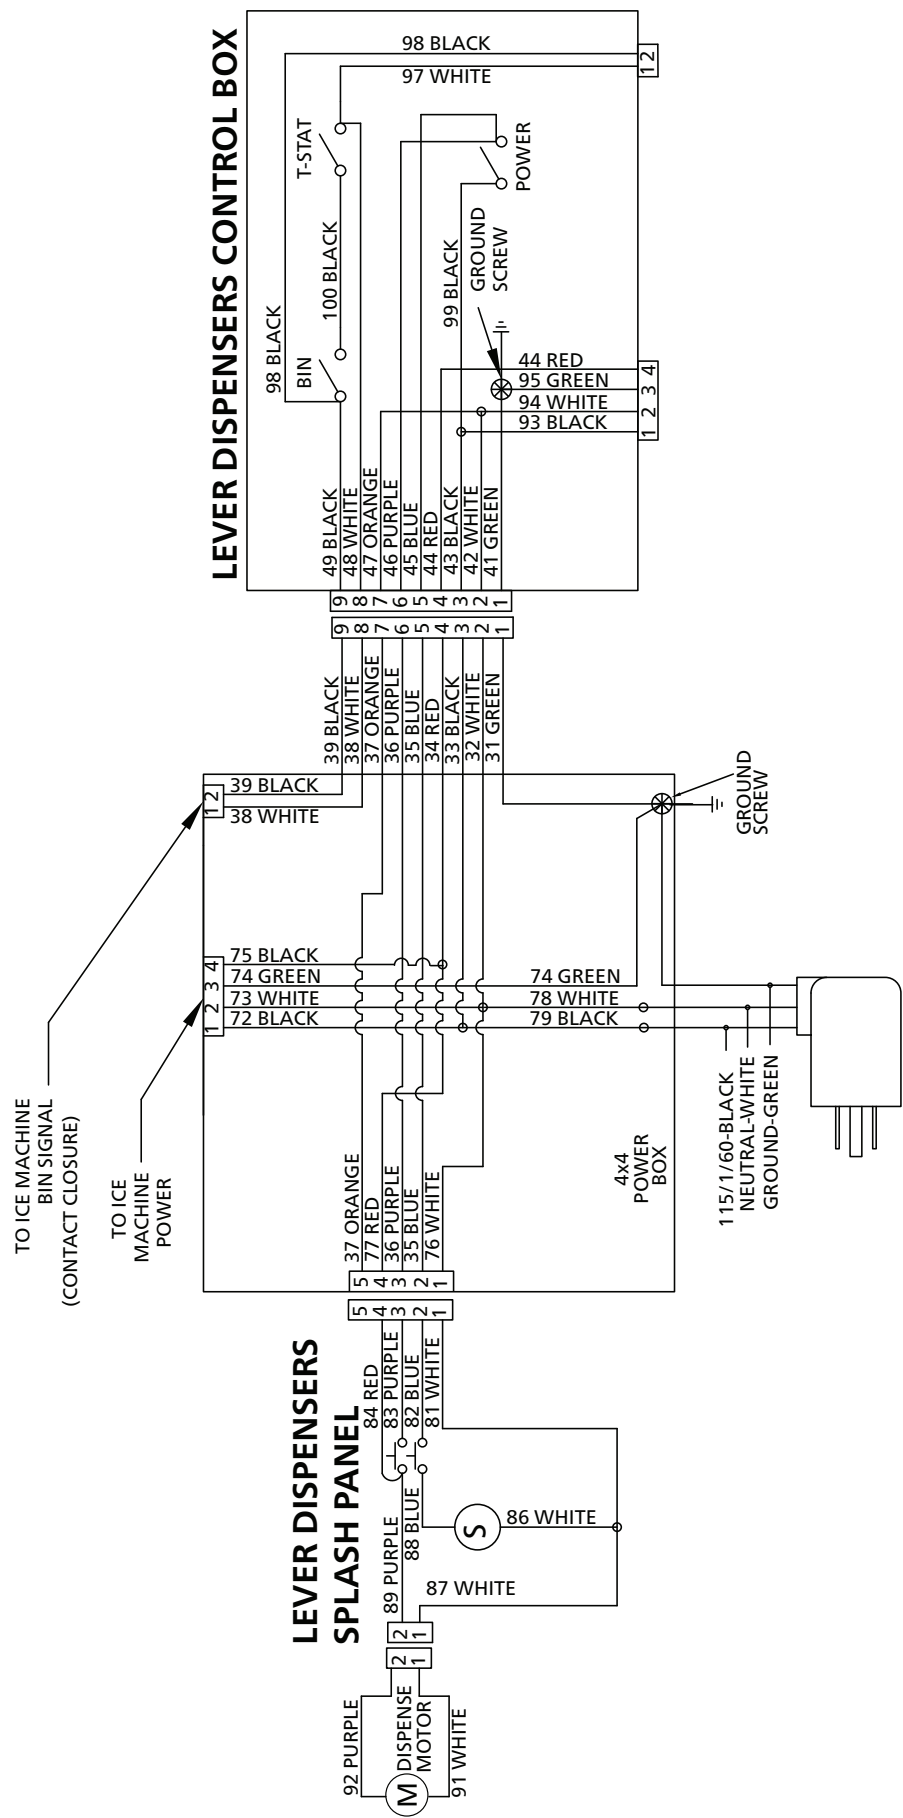 LEVER DISPENSERS CONTROL BOX
98 BLACK
97 WHITE
1 2
T-STAT
POWER
100 BLACK
98 BLACK
BIN
99 BLACK
GROUND
SCREW
44 RED
95 GREEN
94 WHITE
93 BLACK
1 2 3 4
49 BLACK
48 WHITE
47 ORANGE
46 PURPLE
45 BLUE
44 RED
43 BLACK
42 WHITE
41 GREEN
9 8 7 6 5 4 3 2 1
9 8 7 6 5 4 3 2 1
39 BLACK
38 WHITE
37 ORANGE
36 PURPLE
35 BLUE
34 RED
33 BLACK
32 WHITE
31 GREEN
1 2
39 BLACK
38 WHITE
GROUND
SCREW
1 2 3 4
75 BLACK
74 GREEN
73 WHITE
72 BLACK
74 GREEN
78 WHITE
79 BLACK
TO ICE MACHINE
BIN SIGNAL
(CONTACT CLOSURE)
TO ICE
MACHINE
POWER
115/1/60-BLACK
NEUTRAL-WHITE
GROUND-GREEN
4x4
POWER
BOX
37 ORANGE
77 RED
36 PURPLE
35 BLUE
76 WHITE
5 4 3 2 1
5 4 3 2 1
LEVER DISPENSERS
SPLASH PANEL
84 RED
83 PURPLE
82 BLUE
81 WHITE
89 PURPLE
88 BLUE
S
86 WHITE
87 WHITE
2 1
2 1
92 PURPLE
M
DISPENSE
MOTOR
91 WHITE